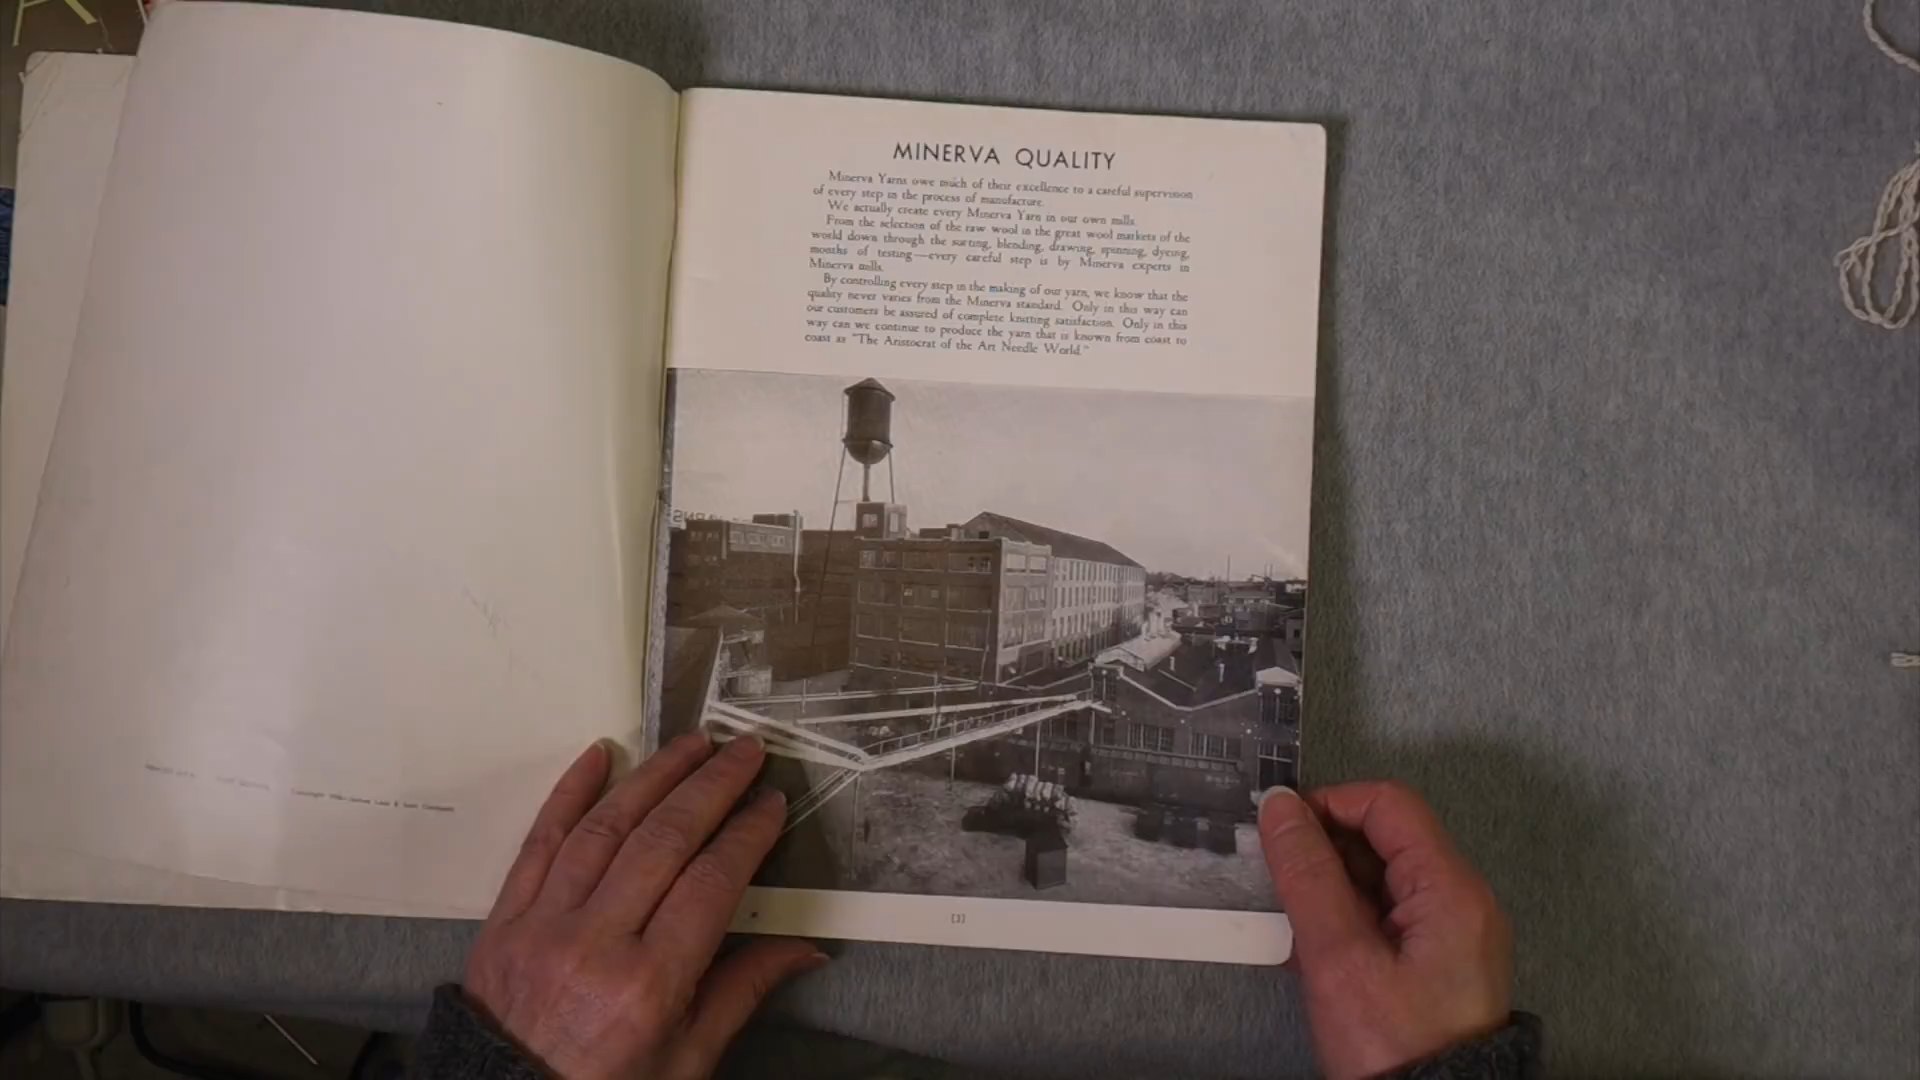 Copyright 1936 James Lees & Sons Company
MINERVA QUALITY
Minerva Yarns owe much of their excellence to a careful supervision
of every step in the process of manufacture.
We actually create every Minerva Yarn in our own mills.
From the selection of the raw wool in the great wool markets of the
world down through the sorting, blending, drawing, spinning, dyeing,
months of testing—every careful step is by Minerva experts in
Minerva mills.
By controlling every step in the making of our yarn, we know that the
quality never varies from the Minerva standard. Only in this way can
our customers be assured of complete knitting satisfaction. Only in this
way can we continue to produce the yarn that is known from coast to
coast as "The Aristocrat of the Art Needle World."
[3]